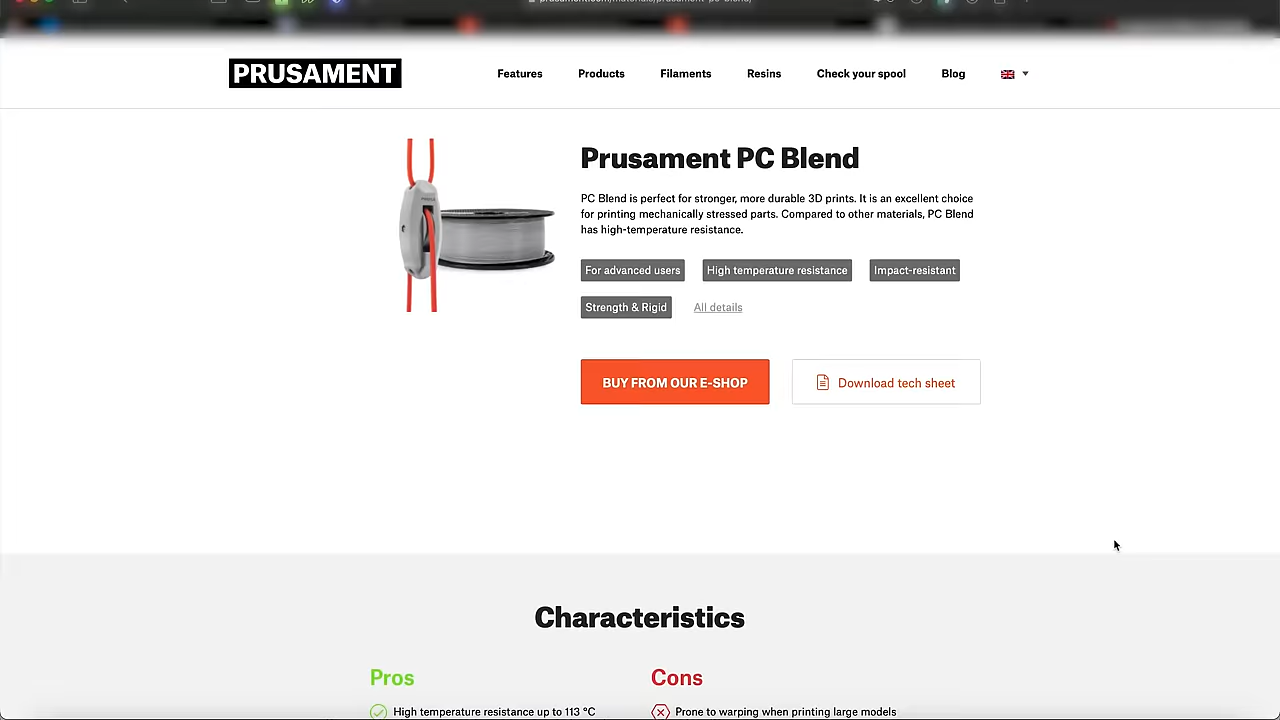 PRUSAMENT
Features
Products
Filaments
Resins
Check your spool
Blog
Prusament PC Blend
PC Blend is perfect for stronger, more durable 3D prints. It is an excellent choice
for printing mechanically stressed parts. Compared to other materials, PC Blend
has high-temperature resistance.
For advanced users
High temperature resistance
Impact-resistant
Strength & Rigid
All details
BUY FROM OUR E-SHOP
Download tech sheet
Characteristics
Pros
Cons
High temperature resistance up to 113 °C
Prone to warping when printing large models